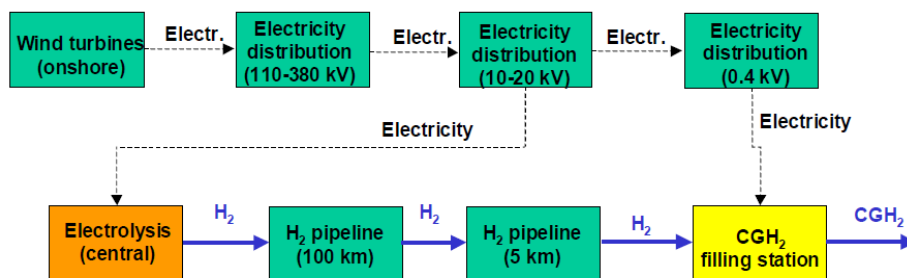 Wind turbines
(onshore)
Electr.
Electricity
distribution
(110-380 kV)
Electr.
Electricity
distribution
(10-20 kV)
Electr.
Electricity
distribution
(0.4 kV)
Electricity
Electricity
Electrolysis
(central)
H₂
H₂ pipeline
(100 km)
H₂
H₂ pipeline
(5 km)
H₂
CGH₂
filling station
CGH₂